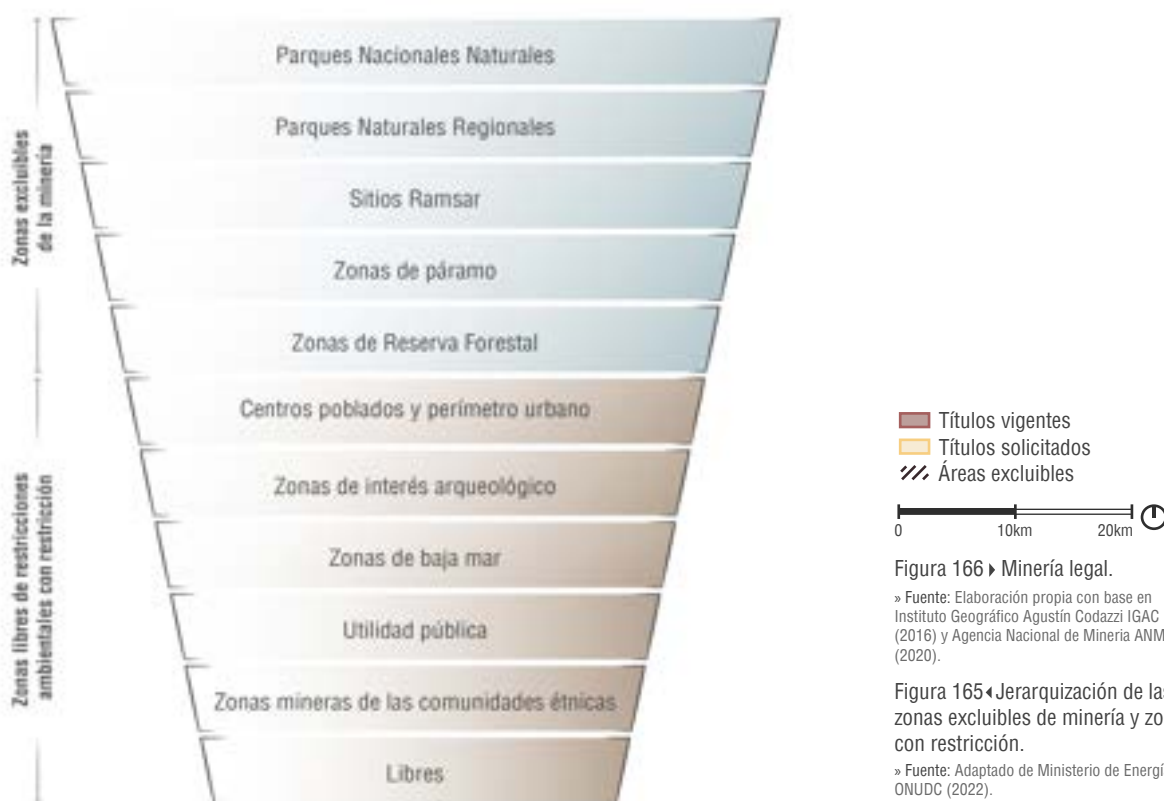 Zonas excluibles
de la minería
Parques Nacionales Naturales
Parques Naturales Regionales
Sitios Ramsar
Zonas de páramo
Zonas de Reserva Forestal
Zonas libres de restricciones
ambientales con restricción
Centros poblados y perímetro urbano
Zonas de interés arqueológico
Zonas de baja mar
Utilidad pública
Zonas mineras de las comunidades étnicas
Libres
Títulos vigentes
Títulos solicitados
Áreas excluibles
0 10km 20km
Figura 166 Minería legal.
» Fuente: Elaboración propia con base en
Instituto Geográfico Agustín Codazzi IGAC
(2016) y Agencia Nacional de Mineria ANM
(2020).
Figura 165 Jerarquización de las
zonas excluibles de minería y zo
con restricción.
» Fuente: Adaptado de Ministerio de Energí
ONUDC (2022).